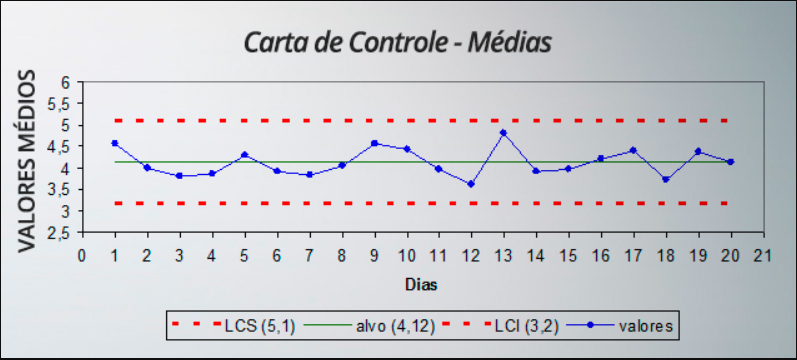 Carta de Controle - Médias
VALORES MÉDIOS
6
5,5
5
4,5
4
3,5
3
2,5
0 1 2 3 4 5 6 7 8 9 10 11 12 13 14 15 16 17 18 19 20 21
Dias
LCS (5,1) alvo (4,12) LCI (3,2) valores